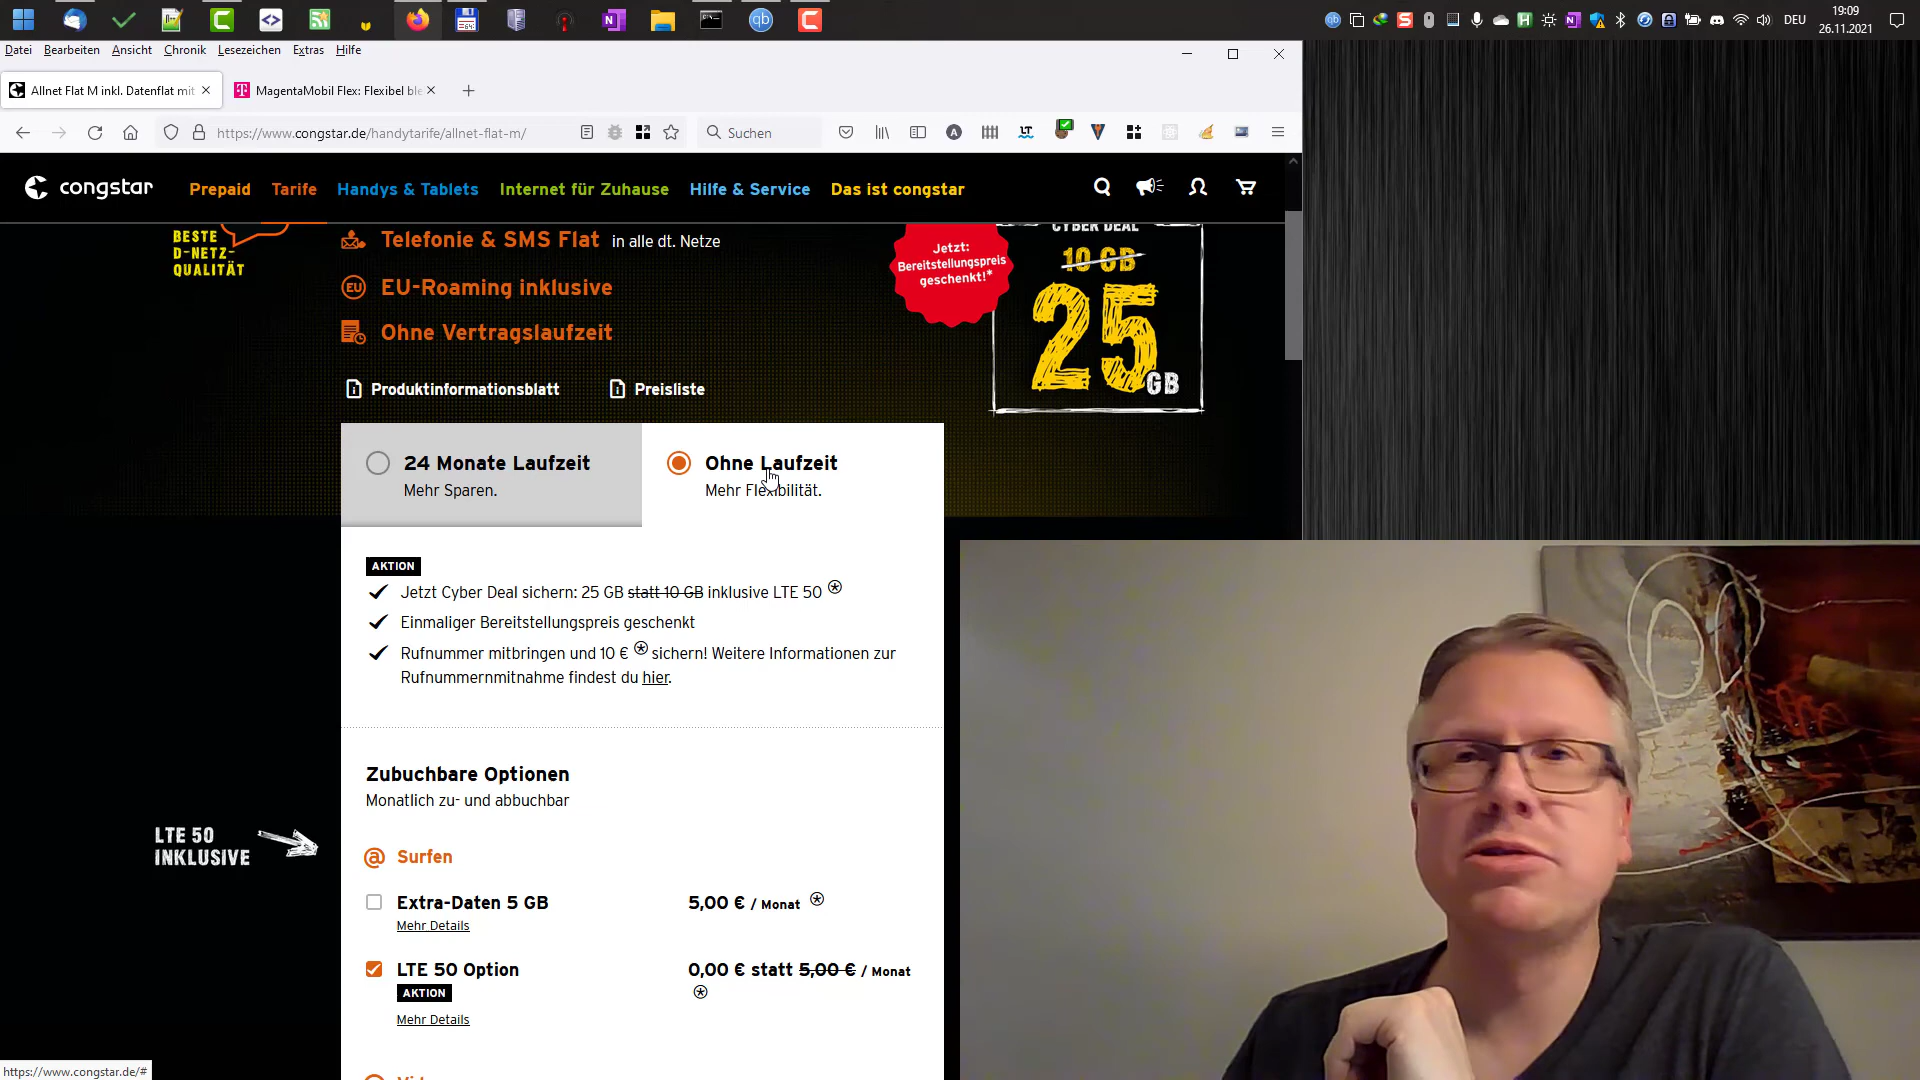 19:09
DEU
26.11.2021
Datei Bearbeiten Ansicht Chronik Lesezeichen Extras Hilfe
Allnet Flat M inkl. Datenflat mit
MagentaMobil Flex: Flexibel ble
https://www.congstar.de/handytarife/allnet-flat-m/
Suchen
congstar
Prepaid Tarife Handys & Tablets Internet für Zuhause Hilfe & Service Das ist congstar
BESTE
D-NETZ-
QUALITÄT
Telefonie & SMS Flat in alle dt. Netze
EU EU-Roaming inklusive
Ohne Vertragslaufzeit
Jetzt:
Bereitstellungspreis
geschenkt!*
CYBER DEAL
10 GB
25 GB
Produktinformationsblatt Preisliste
24 Monate Laufzeit
Mehr Sparen.
Ohne Laufzeit
Mehr Flexibilität.
AKTION
Jetzt Cyber Deal sichern: 25 GB statt 10 GB inklusive LTE 50
Einmaliger Bereitstellungspreis geschenkt
Rufnummer mitbringen und 10 € sichern! Weitere Informationen zur
Rufnummernmitnahme findest du hier.
Zubuchbare Optionen
Monatlich zu- und abbuchbar
LTE 50
INKLUSIVE
@ Surfen
Extra-Daten 5 GB 5,00 € / Monat
Mehr Details
LTE 50 Option 0,00 € statt 5,00 € / Monat
AKTION
Mehr Details
https://www.congstar.de/#